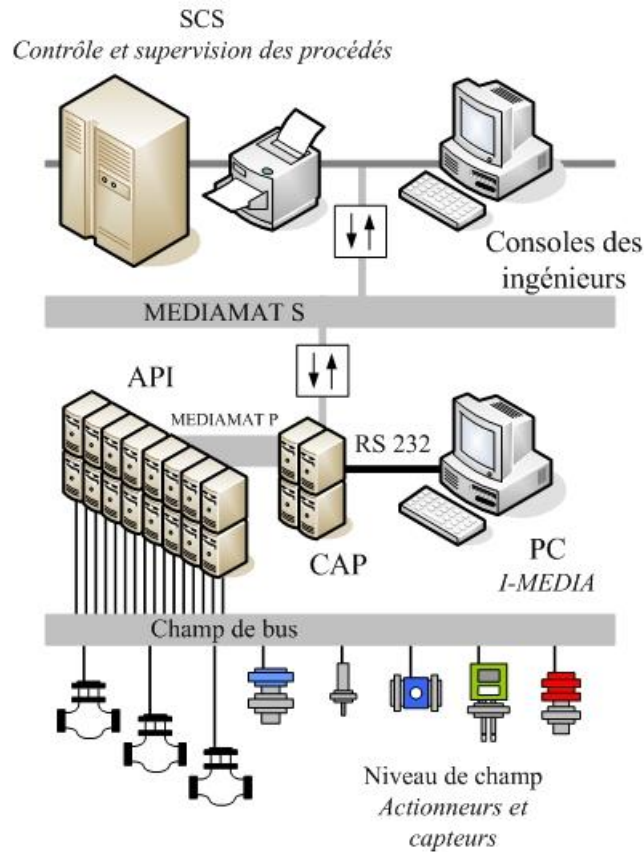 SCS
Contrôle et supervision des procédés
Consoles des
ingénieurs
MEDIAMAT S
API
MEDIAMAT P
RS 232
CAP
PC
I-MEDIA
Champ de bus
Niveau de champ
Actionneurs et
capteurs